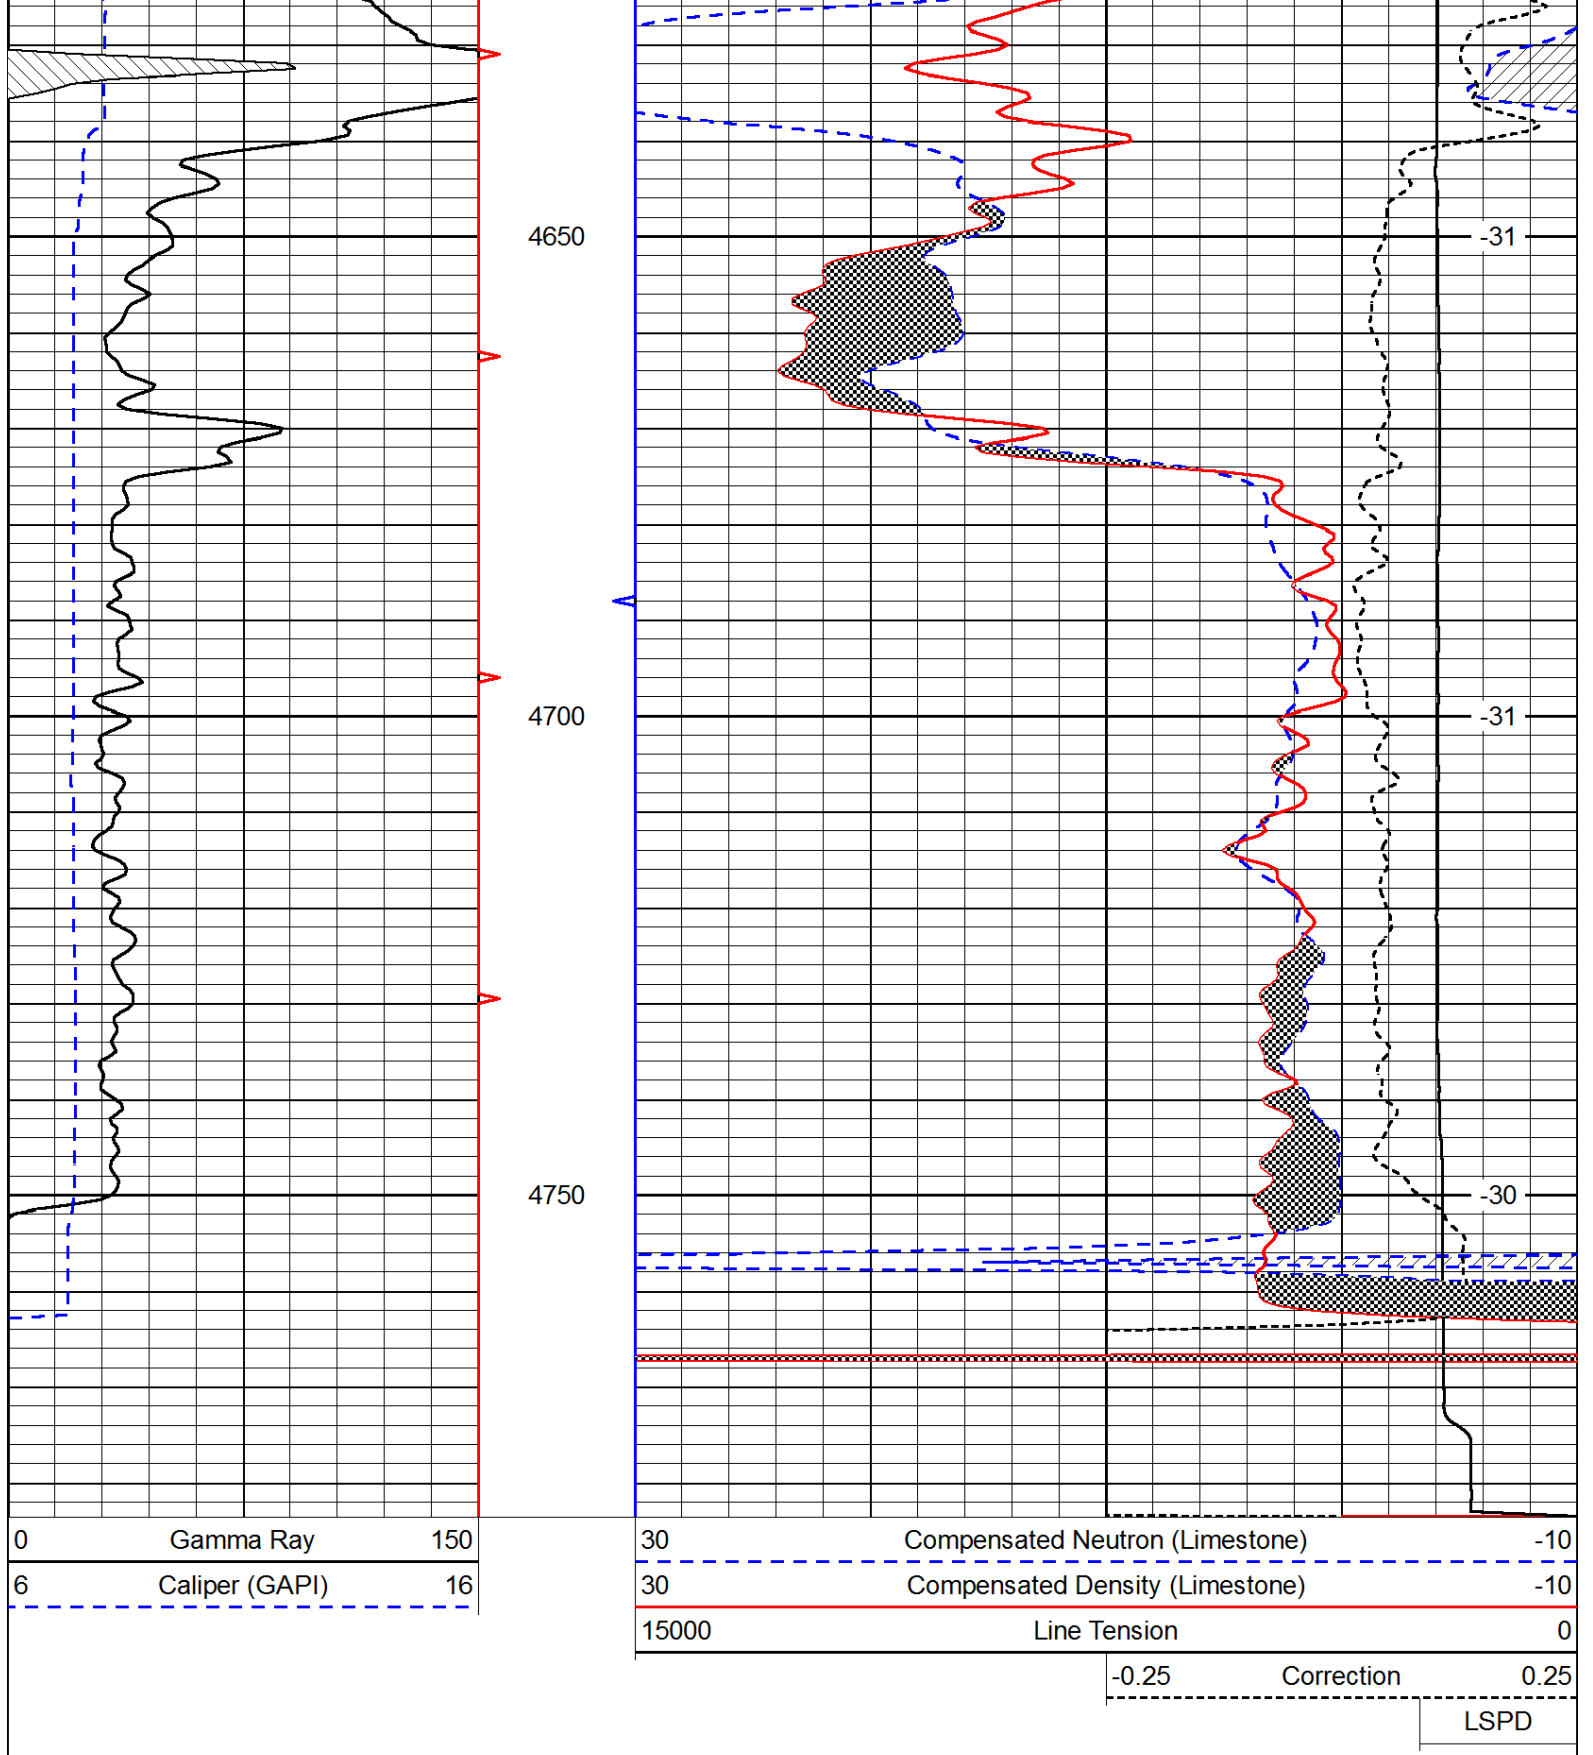 4650
-31
4700
-31
4750
-30
0 Gamma Ray 150
30 Compensated Neutron (Limestone) -10
6 Caliper (GAPI) 16
30 Compensated Density (Limestone) -10
15000 Line Tension 0
-0.25 Correction 0.25
LSPD